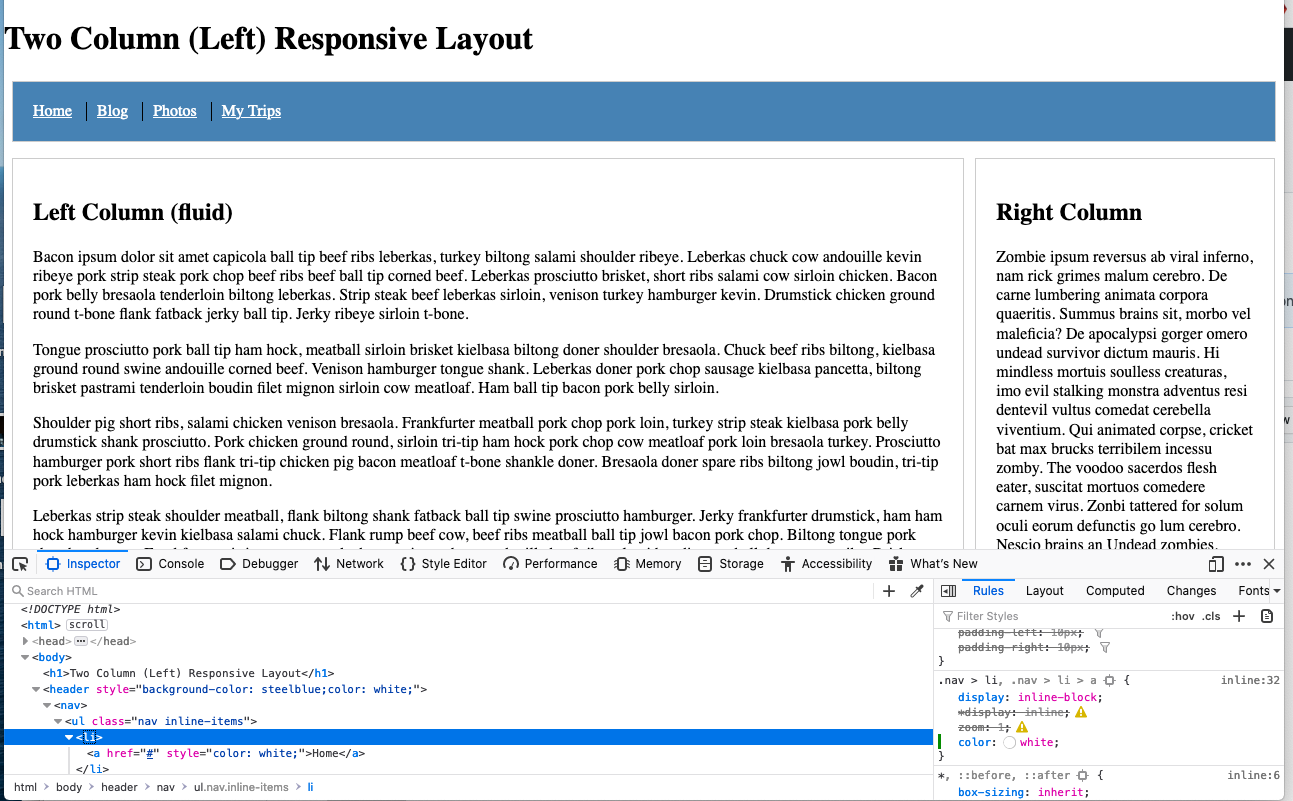 Two Column (Left) Responsive Layout
Home
Blog
Photos
My Trips
Left Column (fluid)
Bacon ipsum dolor sit amet capicola ball tip beef ribs leberkas, turkey biltong salami shoulder ribeye. Leberkas chuck cow andouille kevin
ribeye pork strip steak pork chop beef ribs beef ball tip corned beef. Leberkas prosciutto brisket, short ribs salami cow sirloin chicken. Bacon
pork belly bresaola tenderloin biltong leberkas. Strip steak beef leberkas sirloin, venison turkey hamburger kevin. Drumstick chicken ground
round t-bone flank fatback jerky ball tip. Jerky ribeye sirloin t-bone.
Tongue prosciutto pork ball tip ham hock, meatball sirloin brisket kielbasa biltong doner shoulder bresaola. Chuck beef ribs biltong, kielbasa
ground round swine andouille corned beef. Venison hamburger tongue shank. Leberkas doner pork chop sausage kielbasa pancetta, biltong
brisket pastrami tenderloin boudin filet mignon sirloin cow meatloaf. Ham ball tip bacon pork belly sirloin.
Shoulder pig short ribs, salami chicken venison bresaola. Frankfurter meatball pork chop pork loin, turkey strip steak kielbasa pork belly
drumstick shank prosciutto. Pork chicken ground round, sirloin tri-tip ham hock pork chop cow meatloaf pork loin bresaola turkey. Prosciutto
hamburger pork short ribs flank tri-tip chicken pig bacon meatloaf t-bone shankle doner. Bresaola doner spare ribs biltong jowl boudin, tri-tip
pork leberkas ham hock filet mignon.
Leberkas strip steak shoulder meatball, flank biltong shank fatback ball tip swine prosciutto hamburger. Jerky frankfurter drumstick, ham ham
hock hamburger kevin kielbasa salami chuck. Flank rump beef cow, beef ribs meatball ball tip jowl bacon pork chop. Biltong tongue pork
Right Column
Zombie ipsum reversus ab viral inferno,
nam rick grimes malum cerebro. De
carne lumbering animata corpora
quaeritis. Summus brains sit, morbo vel
maleficia? De apocalypsi gorger omero
undead survivor dictum mauris. Hi
mindless mortuis soulless creaturas,
imo evil stalking monstra adventus resi
dentevil vultus comedat cerebella
viventium. Qui animated corpse, cricket
bat max brucks terribilem incessu
zomby. The voodoo sacerdos flesh
eater, suscitat mortuos comedere
carnem virus. Zonbi tattered for solum
oculi eorum defunctis go lum cerebro.
Nescio brains an Undead zombies.
Inspector
Console
Debugger
Network
{} Style Editor
Performance
Memory
Storage
Accessibility
What's New
Search HTML
<!DOCTYPE html>
<html> scroll
<head> ••• </head>
<body>
<h1>Two Column (Left) Responsive Layout</h1>
<header style="background-color: steelblue;color: white;">
<nav>
<ul class="nav inline-items">
<li>
<a href="#" style="color: white;">Home</a>
</li>
html > body > header > nav > ul.nav.inline-items > li
Rules
Layout
Computed
Changes
Fonts
Filter Styles
:hov .cls +
padding-left: 10px;
padding-right: 10px;
}
.nav > li, .nav > li > a { inline:32
display: inline-block;
*display: inline;
zoom: 1;
color: white;
}
*, ::before, ::after { inline:6
box-sizing: inherit;